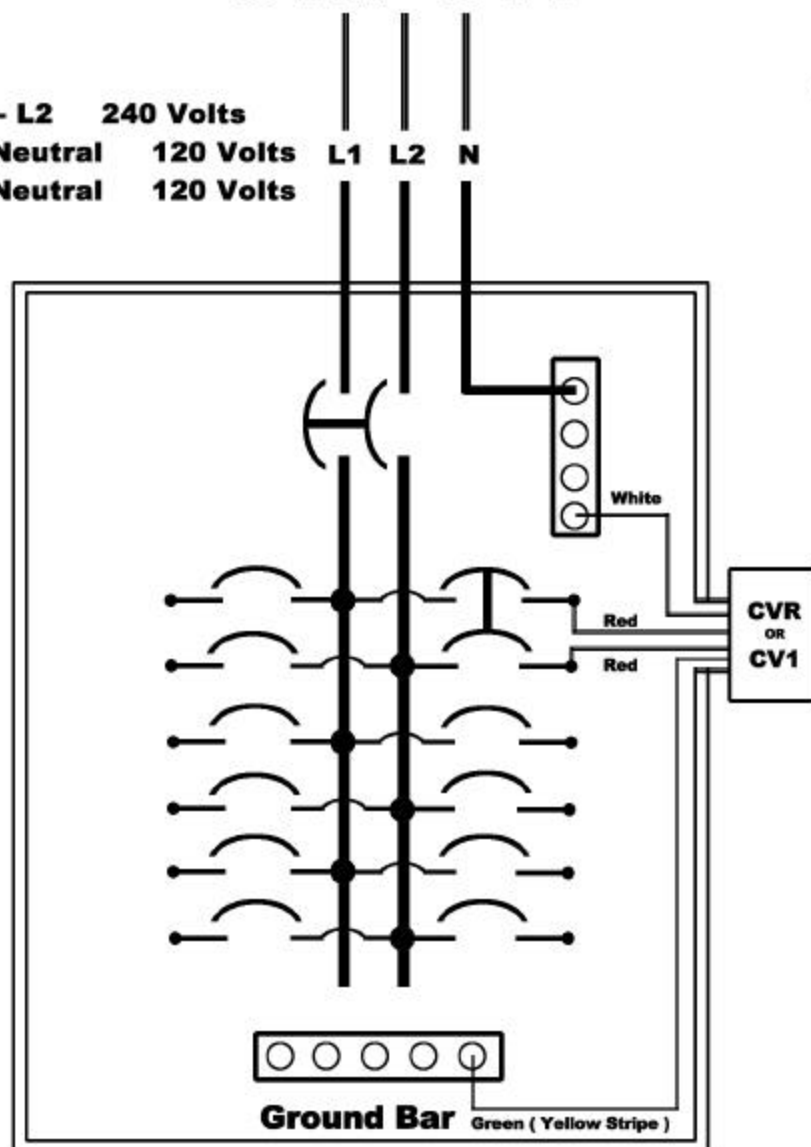 - L2 240 Volts
Neutral 120 Volts
Neutral 120 Volts
L1 L2 N
White
CVR
OR
CV1
Red
Red
Ground Bar
Green ( Yellow Stripe )